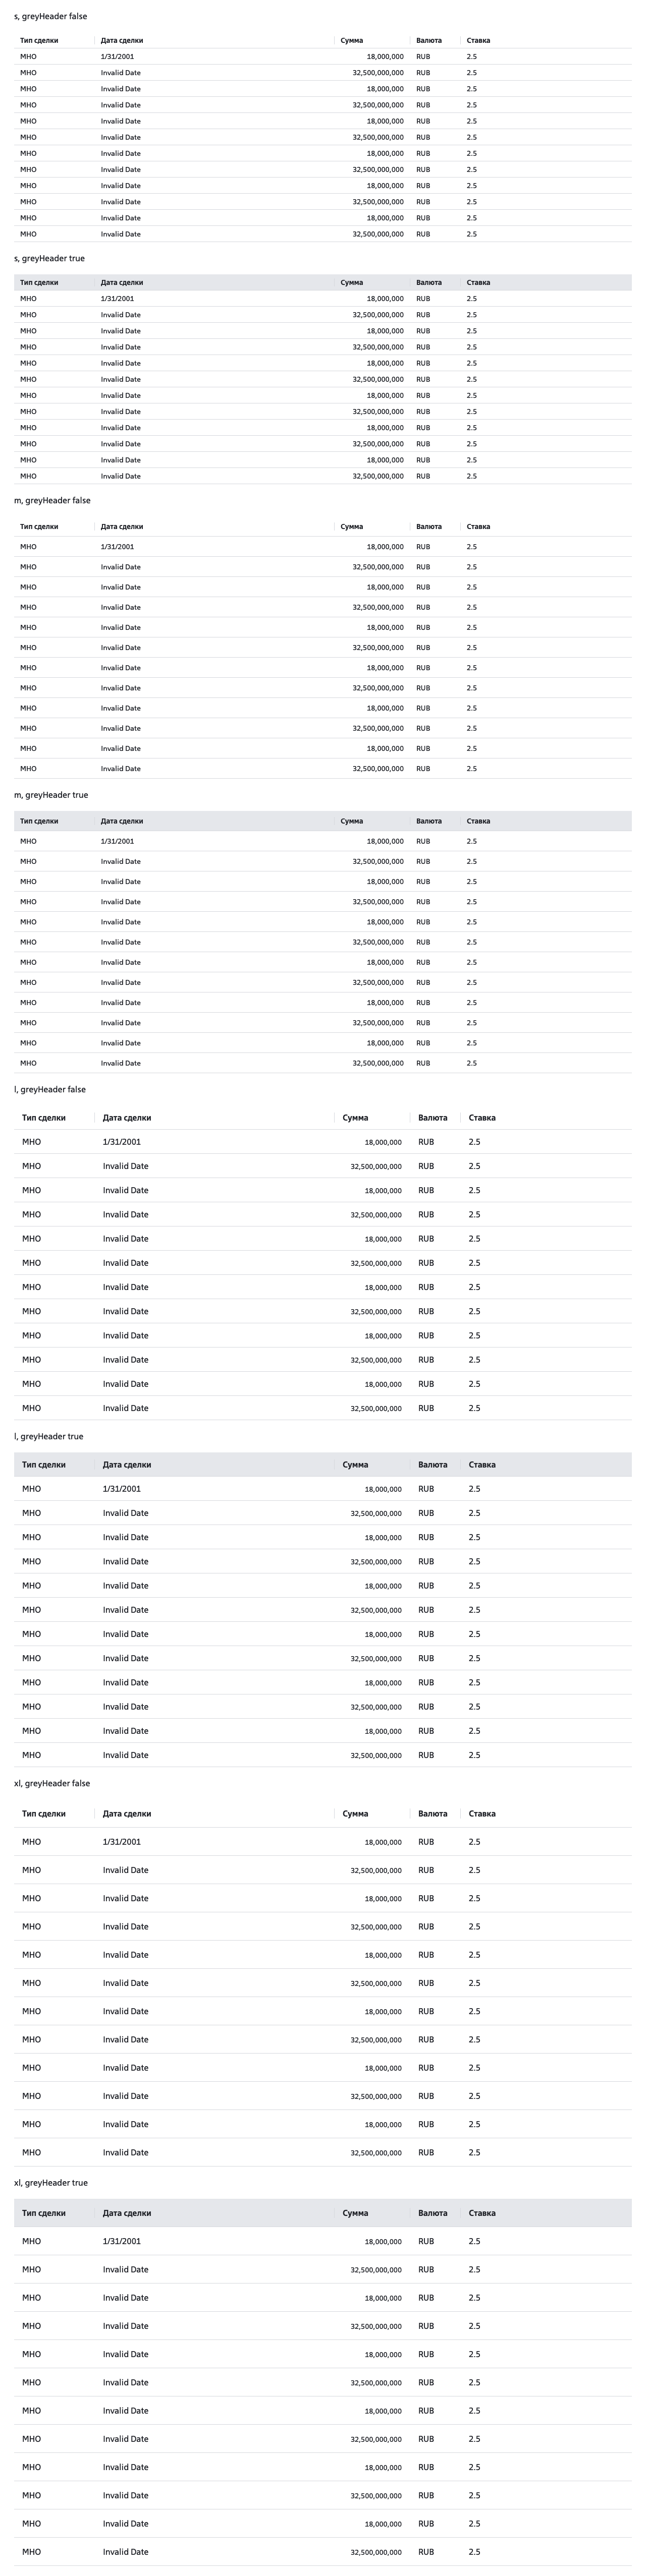 s, greyHeader false
Тип сделки Дата сделки Сумма Валюта Ставка
МНО 1/31/2001 18,000,000 RUB 2.5
МНО Invalid Date 32,500,000,000 RUB 2.5
МНО Invalid Date 18,000,000 RUB 2.5
МНО Invalid Date 32,500,000,000 RUB 2.5
МНО Invalid Date 18,000,000 RUB 2.5
МНО Invalid Date 32,500,000,000 RUB 2.5
МНО Invalid Date 18,000,000 RUB 2.5
МНО Invalid Date 32,500,000,000 RUB 2.5
МНО Invalid Date 18,000,000 RUB 2.5
МНО Invalid Date 32,500,000,000 RUB 2.5
МНО Invalid Date 18,000,000 RUB 2.5
МНО Invalid Date 32,500,000,000 RUB 2.5
s, greyHeader true
Тип сделки Дата сделки Сумма Валюта Ставка
МНО 1/31/2001 18,000,000 RUB 2.5
МНО Invalid Date 32,500,000,000 RUB 2.5
МНО Invalid Date 18,000,000 RUB 2.5
МНО Invalid Date 32,500,000,000 RUB 2.5
МНО Invalid Date 18,000,000 RUB 2.5
МНО Invalid Date 32,500,000,000 RUB 2.5
МНО Invalid Date 18,000,000 RUB 2.5
МНО Invalid Date 32,500,000,000 RUB 2.5
МНО Invalid Date 18,000,000 RUB 2.5
МНО Invalid Date 32,500,000,000 RUB 2.5
МНО Invalid Date 18,000,000 RUB 2.5
МНО Invalid Date 32,500,000,000 RUB 2.5
m, greyHeader false
Тип сделки Дата сделки Сумма Валюта Ставка
МНО 1/31/2001 18,000,000 RUB 2.5
МНО Invalid Date 32,500,000,000 RUB 2.5
МНО Invalid Date 18,000,000 RUB 2.5
МНО Invalid Date 32,500,000,000 RUB 2.5
МНО Invalid Date 18,000,000 RUB 2.5
МНО Invalid Date 32,500,000,000 RUB 2.5
МНО Invalid Date 18,000,000 RUB 2.5
МНО Invalid Date 32,500,000,000 RUB 2.5
МНО Invalid Date 18,000,000 RUB 2.5
МНО Invalid Date 32,500,000,000 RUB 2.5
МНО Invalid Date 18,000,000 RUB 2.5
МНО Invalid Date 32,500,000,000 RUB 2.5
m, greyHeader true
Тип сделки Дата сделки Сумма Валюта Ставка
МНО 1/31/2001 18,000,000 RUB 2.5
МНО Invalid Date 32,500,000,000 RUB 2.5
МНО Invalid Date 18,000,000 RUB 2.5
МНО Invalid Date 32,500,000,000 RUB 2.5
МНО Invalid Date 18,000,000 RUB 2.5
МНО Invalid Date 32,500,000,000 RUB 2.5
МНО Invalid Date 18,000,000 RUB 2.5
МНО Invalid Date 32,500,000,000 RUB 2.5
МНО Invalid Date 18,000,000 RUB 2.5
МНО Invalid Date 32,500,000,000 RUB 2.5
МНО Invalid Date 18,000,000 RUB 2.5
МНО Invalid Date 32,500,000,000 RUB 2.5
l, greyHeader false
Тип сделки Дата сделки Сумма Валюта Ставка
МНО 1/31/2001 18,000,000 RUB 2.5
МНО Invalid Date 32,500,000,000 RUB 2.5
МНО Invalid Date 18,000,000 RUB 2.5
МНО Invalid Date 32,500,000,000 RUB 2.5
МНО Invalid Date 18,000,000 RUB 2.5
МНО Invalid Date 32,500,000,000 RUB 2.5
МНО Invalid Date 18,000,000 RUB 2.5
МНО Invalid Date 32,500,000,000 RUB 2.5
МНО Invalid Date 18,000,000 RUB 2.5
МНО Invalid Date 32,500,000,000 RUB 2.5
МНО Invalid Date 18,000,000 RUB 2.5
МНО Invalid Date 32,500,000,000 RUB 2.5
l, greyHeader true
Тип сделки Дата сделки Сумма Валюта Ставка
МНО 1/31/2001 18,000,000 RUB 2.5
МНО Invalid Date 32,500,000,000 RUB 2.5
МНО Invalid Date 18,000,000 RUB 2.5
МНО Invalid Date 32,500,000,000 RUB 2.5
МНО Invalid Date 18,000,000 RUB 2.5
МНО Invalid Date 32,500,000,000 RUB 2.5
МНО Invalid Date 18,000,000 RUB 2.5
МНО Invalid Date 32,500,000,000 RUB 2.5
МНО Invalid Date 18,000,000 RUB 2.5
МНО Invalid Date 32,500,000,000 RUB 2.5
МНО Invalid Date 18,000,000 RUB 2.5
МНО Invalid Date 32,500,000,000 RUB 2.5
xl, greyHeader false
Тип сделки Дата сделки Сумма Валюта Ставка
МНО 1/31/2001 18,000,000 RUB 2.5
МНО Invalid Date 32,500,000,000 RUB 2.5
МНО Invalid Date 18,000,000 RUB 2.5
МНО Invalid Date 32,500,000,000 RUB 2.5
МНО Invalid Date 18,000,000 RUB 2.5
МНО Invalid Date 32,500,000,000 RUB 2.5
МНО Invalid Date 18,000,000 RUB 2.5
МНО Invalid Date 32,500,000,000 RUB 2.5
МНО Invalid Date 18,000,000 RUB 2.5
МНО Invalid Date 32,500,000,000 RUB 2.5
МНО Invalid Date 18,000,000 RUB 2.5
МНО Invalid Date 32,500,000,000 RUB 2.5
xl, greyHeader true
Тип сделки Дата сделки Сумма Валюта Ставка
МНО 1/31/2001 18,000,000 RUB 2.5
МНО Invalid Date 32,500,000,000 RUB 2.5
МНО Invalid Date 18,000,000 RUB 2.5
МНО Invalid Date 32,500,000,000 RUB 2.5
МНО Invalid Date 18,000,000 RUB 2.5
МНО Invalid Date 32,500,000,000 RUB 2.5
МНО Invalid Date 18,000,000 RUB 2.5
МНО Invalid Date 32,500,000,000 RUB 2.5
МНО Invalid Date 18,000,000 RUB 2.5
МНО Invalid Date 32,500,000,000 RUB 2.5
МНО Invalid Date 18,000,000 RUB 2.5
МНО Invalid Date 32,500,000,000 RUB 2.5